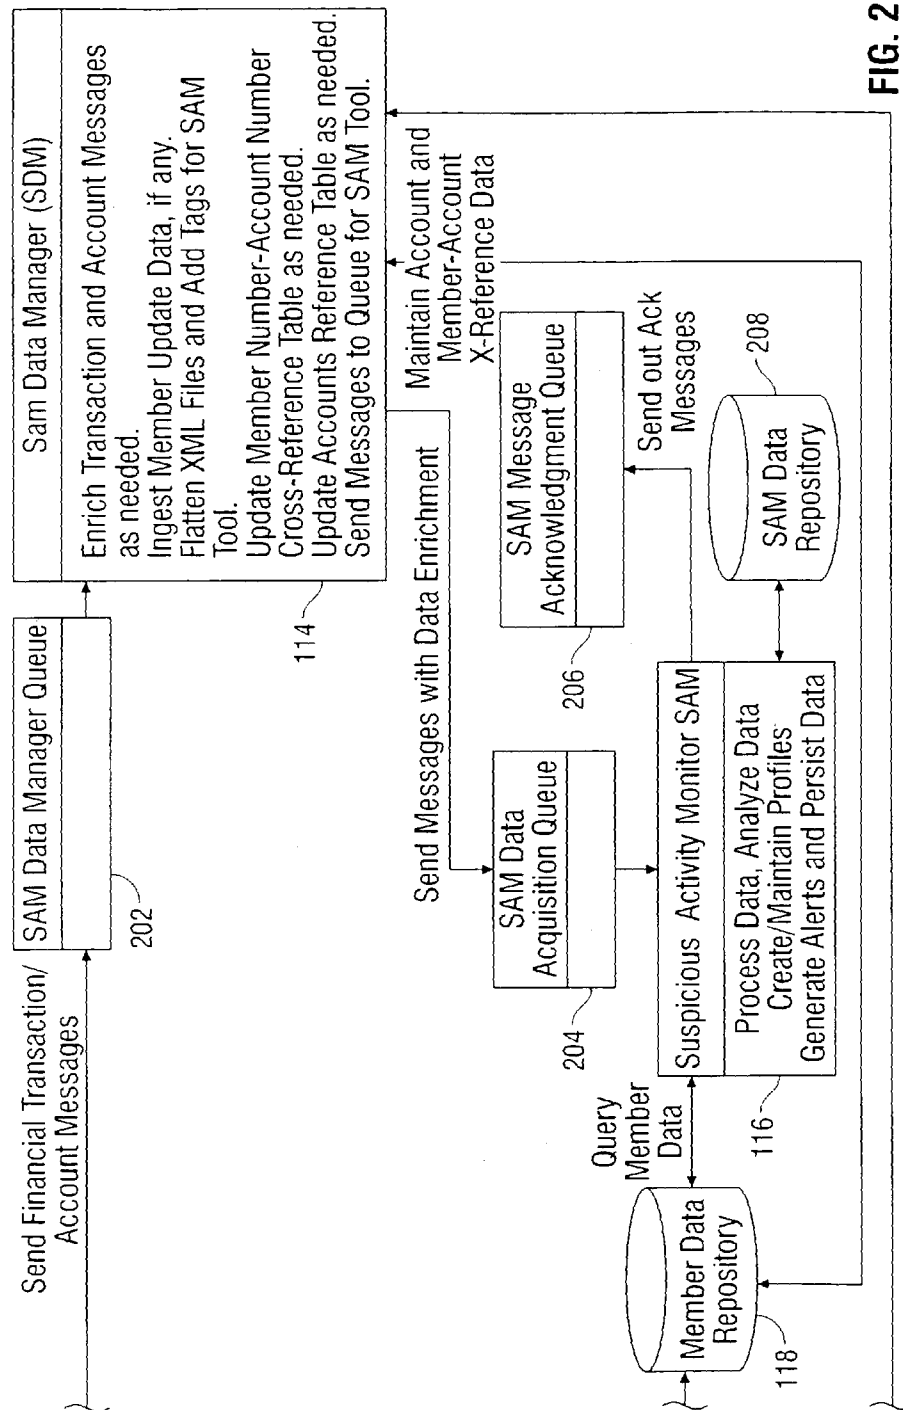 Send Financial Transaction/
Account Messages
SAM Data Manager Queue
202
Sam Data Manager (SDM)
Enrich Transaction and Account Messages
as needed.
Ingest Member Update Data, if any.
Flatten XML Files and Add Tags for SAM
Tool.
Update Member Number-Account Number
Cross-Reference Table as needed.
Update Accounts Reference Table as needed.
Send Messages to Queue for SAM Tool.
114
Send Messages with Data Enrichment
Maintain Account and
Member-Account
X-Reference Data
SAM Data
Acquisition Queue
204
SAM Message
Acknowledgment Queue
206
Send out Ack
Messages
Query
Member
Data
Suspicious Activity Monitor SAM
Process Data, Analyze Data
Create/Maintain Profiles
Generate Alerts and Persist Data
116
SAM Data
Repository
208
Member Data
Repository
118
FIG. 2